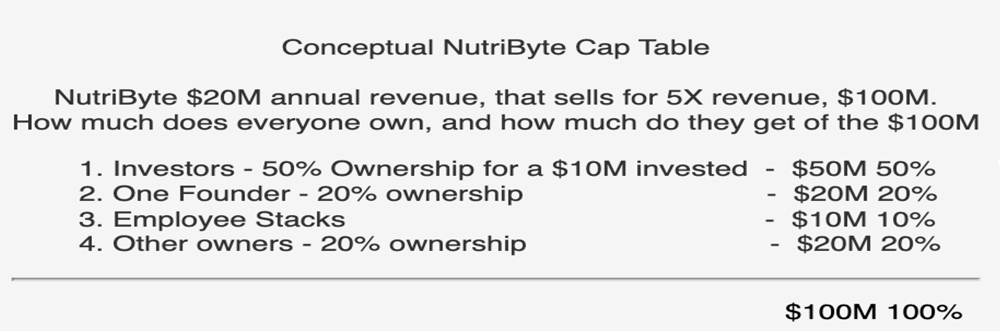 Conceptual NutriByte Cap Table
NutriByte $20M annual revenue, that sells for 5X revenue, $100M.
How much does everyone own, and how much do they get of the $100M
1. Investors - 50% Ownership for a $10M invested - $50M 50%
2. One Founder - 20% ownership - $20M 20%
3. Employee Stacks - $10M 10%
4. Other owners - 20% ownership - $20M 20%
$100M 100%